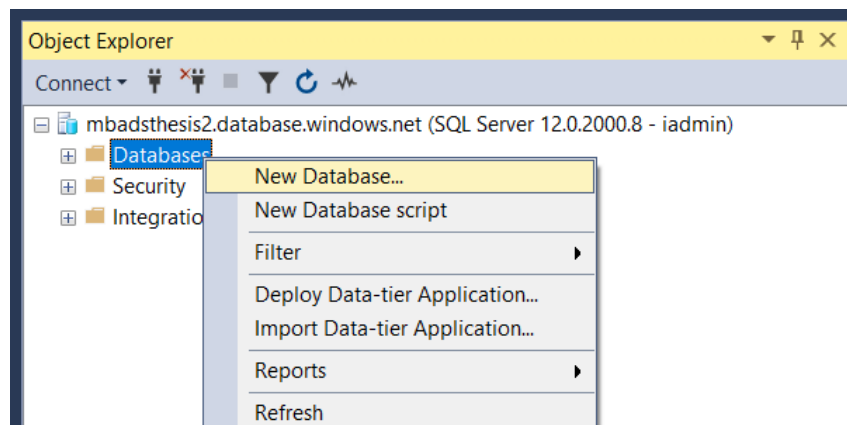 Object Explorer
Connect
mbadsthesis2.database.windows.net (SQL Server 12.0.2000.8 - iadmin)
Databases
Security
Integratio
New Database...
New Database script
Filter
Deploy Data-tier Application...
Import Data-tier Application...
Reports
Refresh